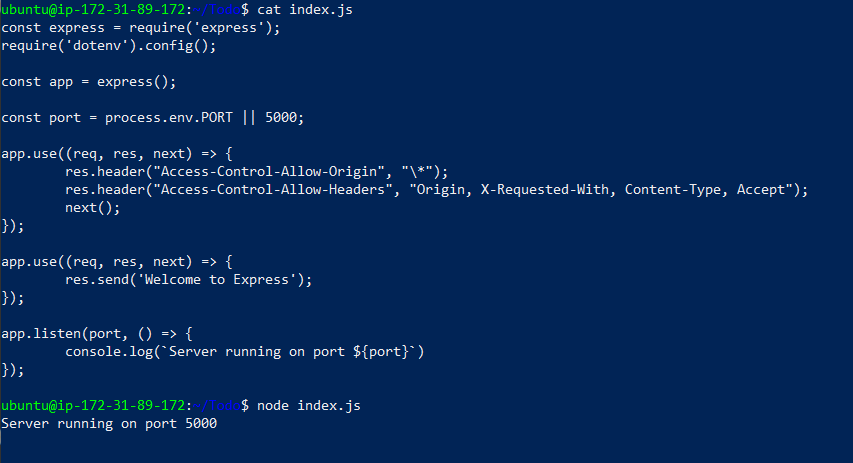 ubuntu@ip-172-31-89-172:~/Todo$ cat index.js
const express = require('express');
require('dotenv').config();
const app = express();
const port = process.env.PORT || 5000;
app.use((req, res, next) => {
        res.header("Access-Control-Allow-Origin", "\*");
        res.header("Access-Control-Allow-Headers", "Origin, X-Requested-With, Content-Type, Accept");
        next();
});
app.use((req, res, next) => {
        res.send('Welcome to Express');
});
app.listen(port, () => {
        console.log(`Server running on port ${port}`)
});
ubuntu@ip-172-31-89-172:~/Todo$ node index.js
Server running on port 5000